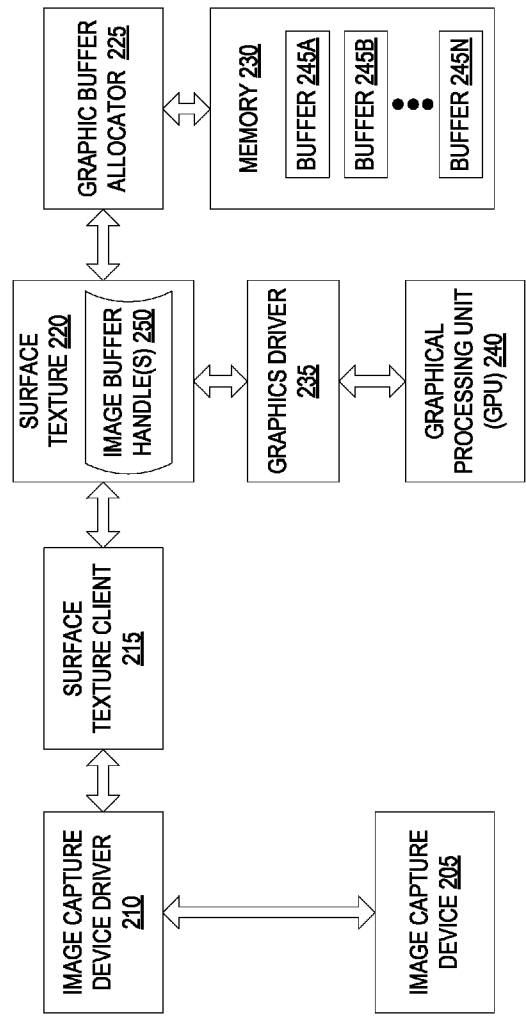 IMAGE CAPTURE
DEVICE DRIVER
210
SURFACE
TEXTURE CLIENT
215
SURFACE
TEXTURE 220
IMAGE BUFFER
HANDLE(S) 250
GRAPHIC BUFFER
ALLOCATOR 225
IMAGE CAPTURE
DEVICE 205
GRAPHICS DRIVER
235
GRAPHICAL
PROCESSING UNIT
(GPU) 240
MEMORY 230
BUFFER 245A
BUFFER 245B
BUFFER 245N